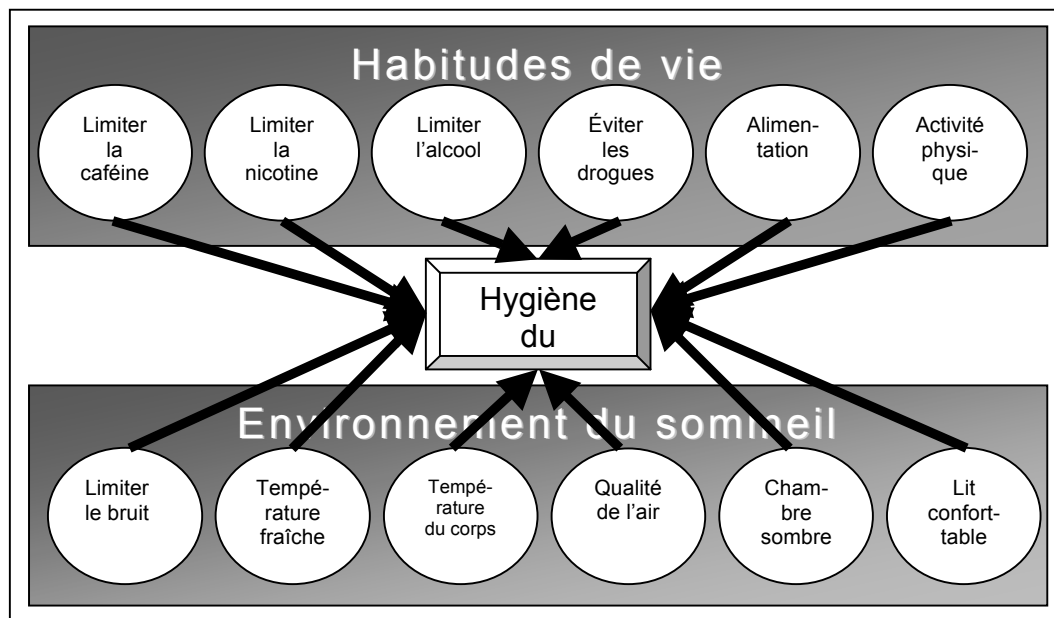 Habitudes de vie
Limiter
la
caféine
Limiter
la
nicotine
Limiter
l'alcool
Éviter
les
drogues
Alimen-
tation
Activité
physi-
que
Hygiène
du
Environnement du sommeil
Limiter
le bruit
Tempé-
rature
fraîche
Tempé-
rature
du corps
Qualité
de l'air
Cham-
bre
sombre
Lit
confort-
table